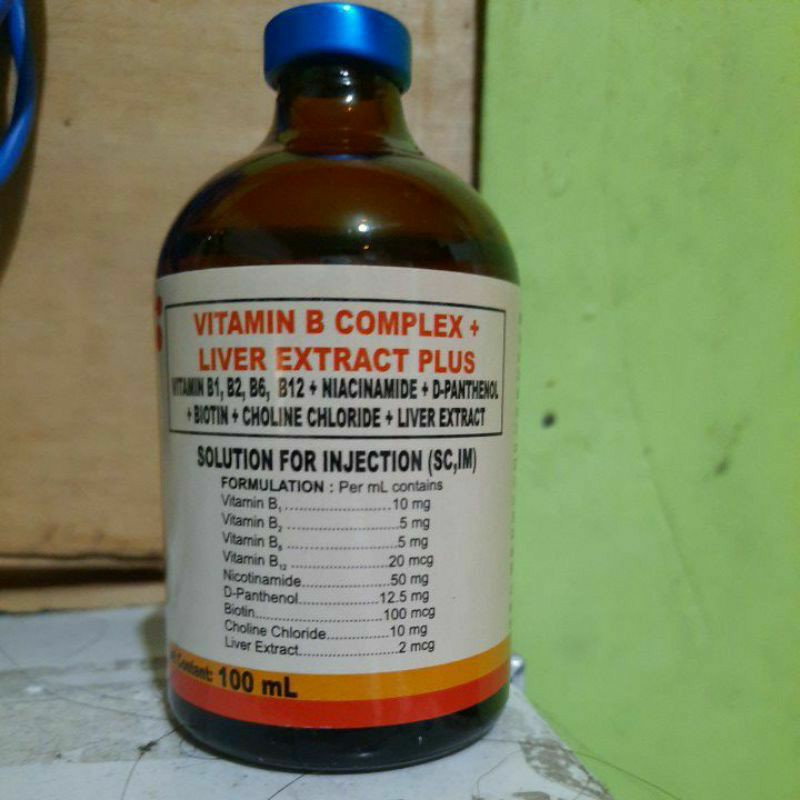 VITAMIN B COMPLEX +
LIVER EXTRACT PLUS
VITAMIN B1, B2, B6, B12 + NIACINAMIDE + D-PANTHENOL
+ BIOTIN + CHOLINE CHLORIDE + LIVER EXTRACT
SOLUTION FOR INJECTION (SC,IM)
FORMULATION : Per mL contains
Vitamin B₁ ........................10 mg
Vitamin B₂ .........................5 mg
Vitamin B₆ .........................5 mg
Vitamin B₁₂ .......................20 mcg
Nicotinamide....................50 mg
D-Panthenol..................12.5 mg
Biotin.............................100 mcg
Choline Chloride..............10 mg
Liver Extract.......................2 mcg
Content: 100 mL